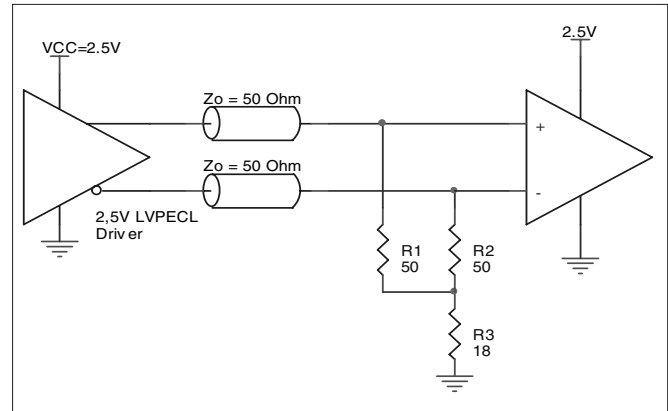 VCC=2.5V
2.5V
Zo = 50 Ohm
+
Zo = 50 Ohm
-
2,5V LVPECL
Driver
R1
50
R2
50
R3
18